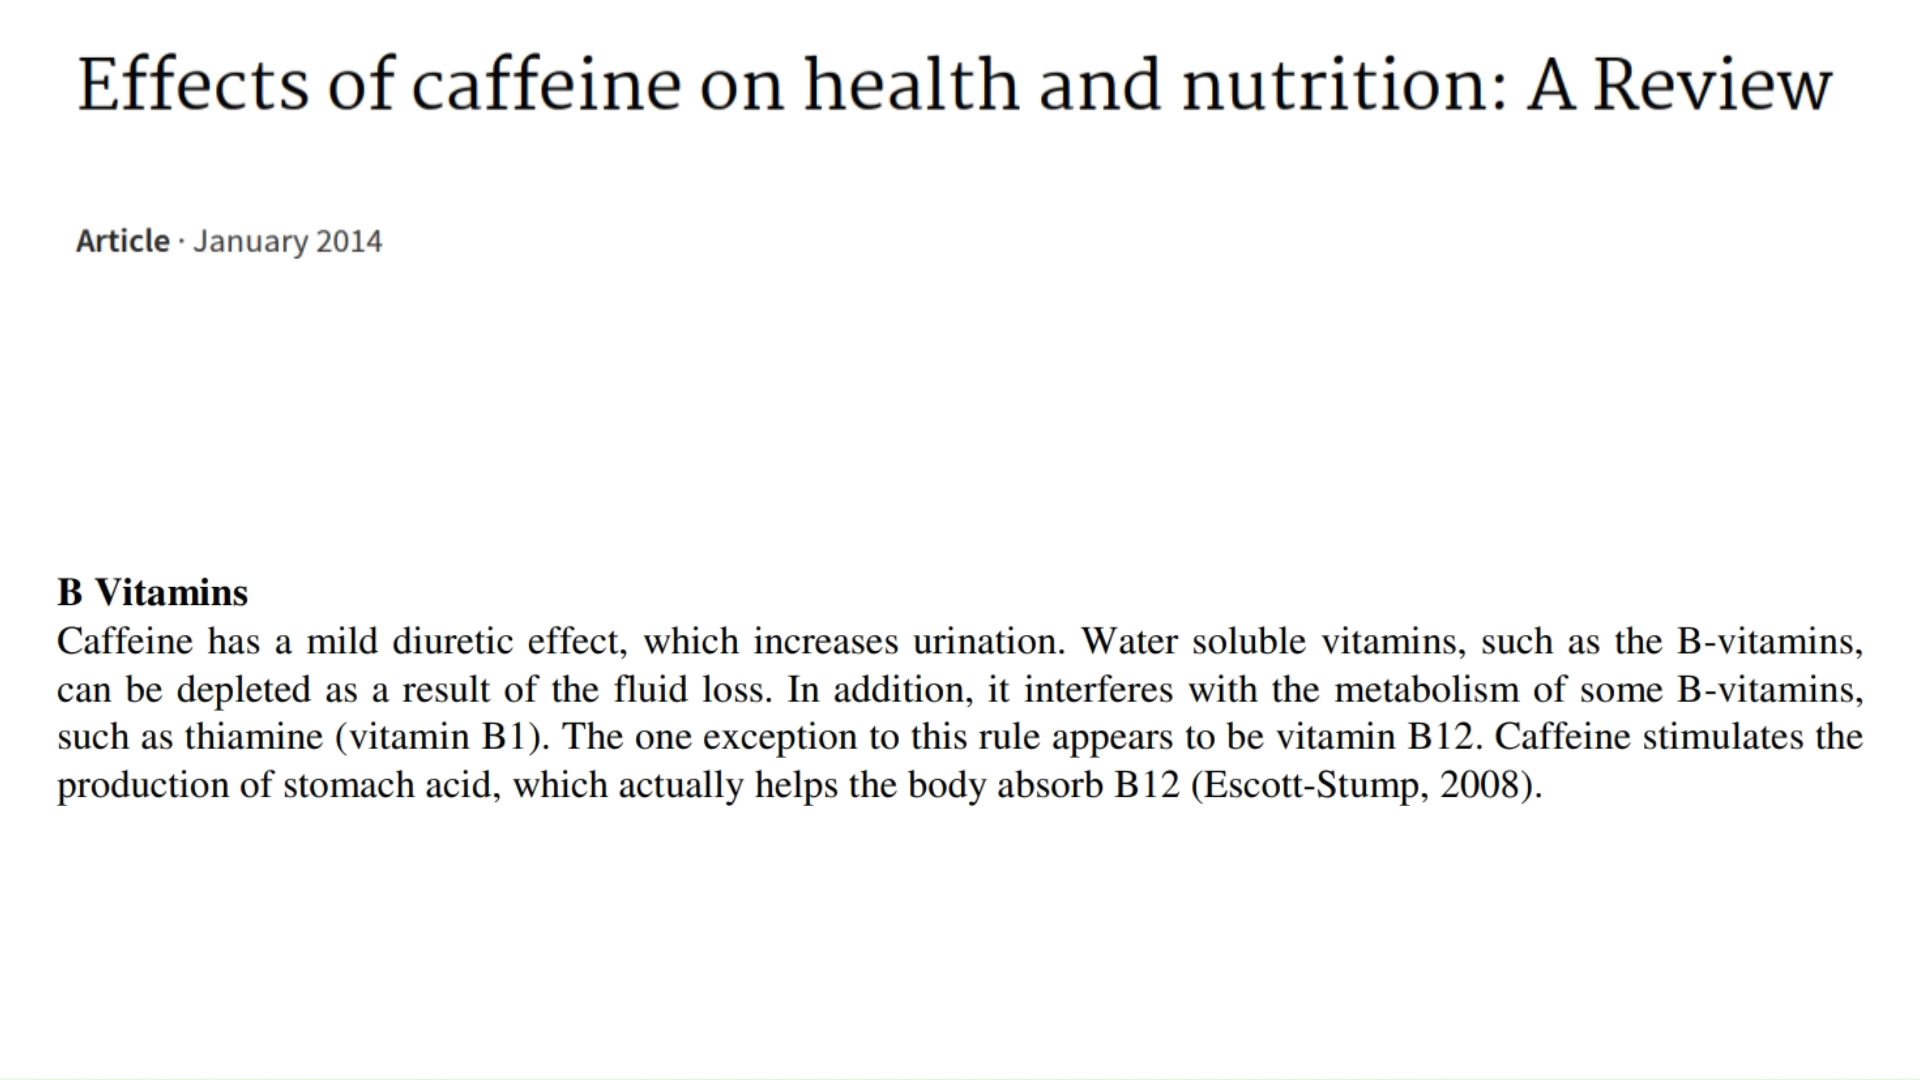 Effects of caffeine on health and nutrition: A Review
Article · January 2014
B Vitamins
Caffeine has a mild diuretic effect, which increases urination. Water soluble vitamins, such as the B-vitamins,
can be depleted as a result of the fluid loss. In addition, it interferes with the metabolism of some B-vitamins,
such as thiamine (vitamin B1). The one exception to this rule appears to be vitamin B12. Caffeine stimulates the
production of stomach acid, which actually helps the body absorb B12 (Escott-Stump, 2008).